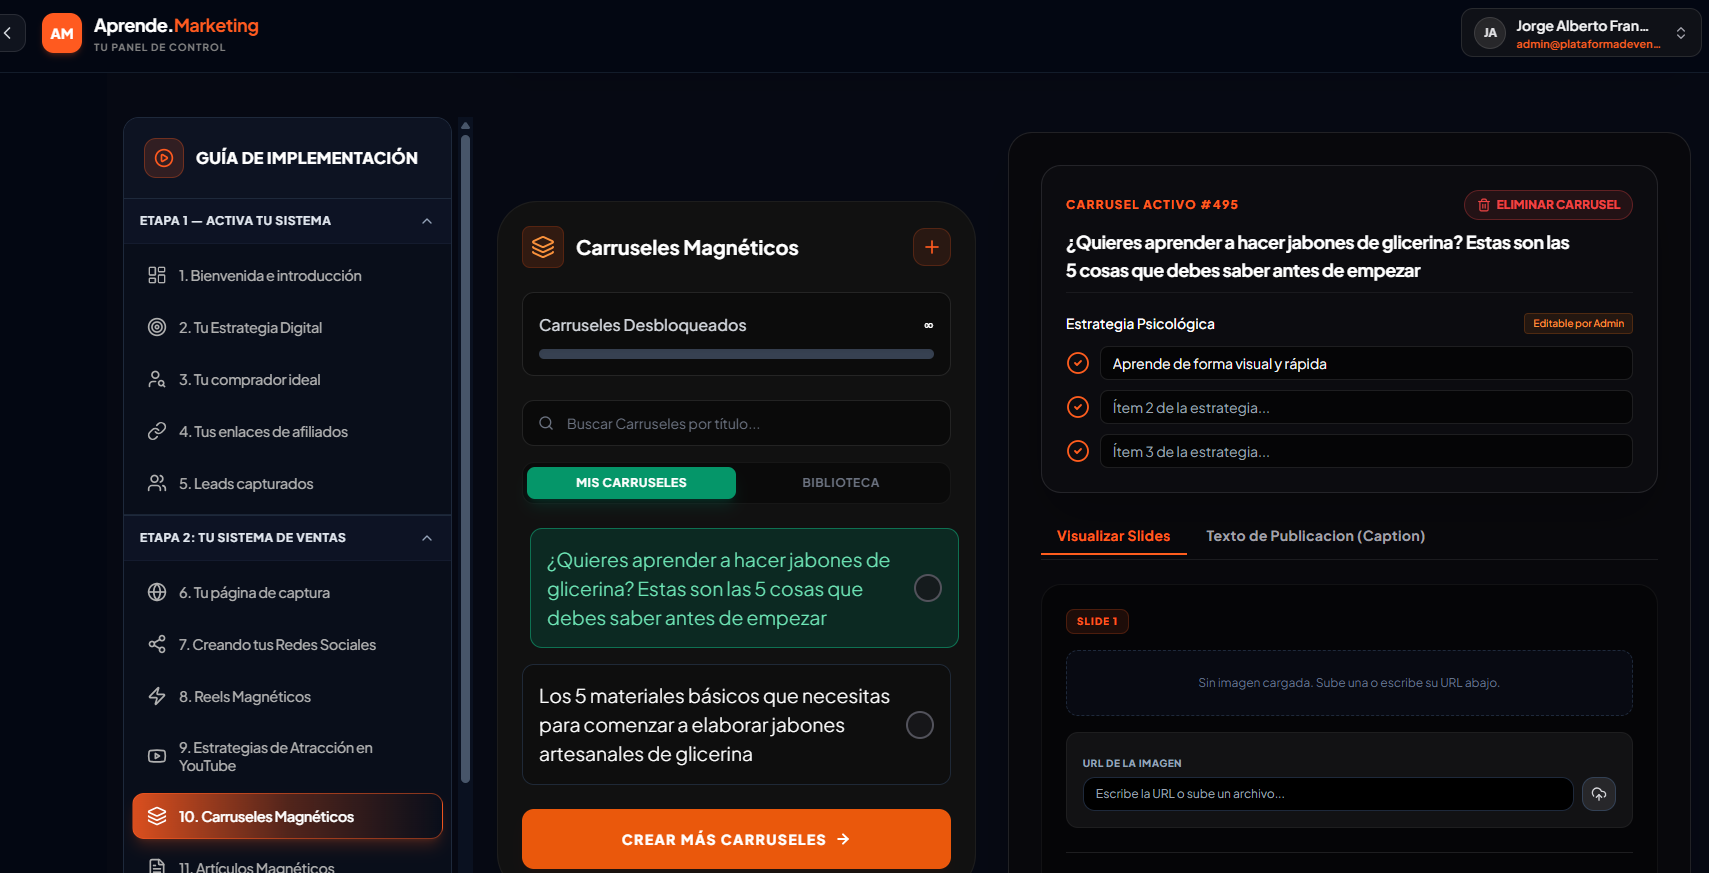 AM
Aprende.Marketing
TU PANEL DE CONTROL
JA
Jorge Alberto Fran...
admin@plataformadeven...
GUÍA DE IMPLEMENTACIÓN
ETAPA 1 — ACTIVA TU SISTEMA
1. Bienvenida e introducción
2. Tu Estrategia Digital
3. Tu comprador ideal
4. Tus enlaces de afiliados
5. Leads capturados
ETAPA 2: TU SISTEMA DE VENTAS
6. Tu página de captura
7. Creando tus Redes Sociales
8. Reels Magnéticos
9. Estrategias de Atracción en
YouTube
10. Carruseles Magnéticos
11. Artículos Magnéticos
Carruseles Magnéticos
+
Carruseles Desbloqueados
∞
Buscar Carruseles por título...
MIS CARRUSELES
BIBLIOTECA
¿Quieres aprender a hacer jabones de
glicerina? Estas son las 5 cosas que
debes saber antes de empezar
Los 5 materiales básicos que necesitas
para comenzar a elaborar jabones
artesanales de glicerina
CREAR MÁS CARRUSELES →
CARRUSEL ACTIVO #495
ELIMINAR CARRUSEL
¿Quieres aprender a hacer jabones de glicerina? Estas son las
5 cosas que debes saber antes de empezar
Estrategia Psicológica
Editable por Admin
Aprende de forma visual y rápida
Ítem 2 de la estrategia...
Ítem 3 de la estrategia...
Visualizar Slides
Texto de Publicacion (Caption)
SLIDE 1
Sin imagen cargada. Sube una o escribe su URL abajo.
URL DE LA IMAGEN
Escribe la URL o sube un archivo...